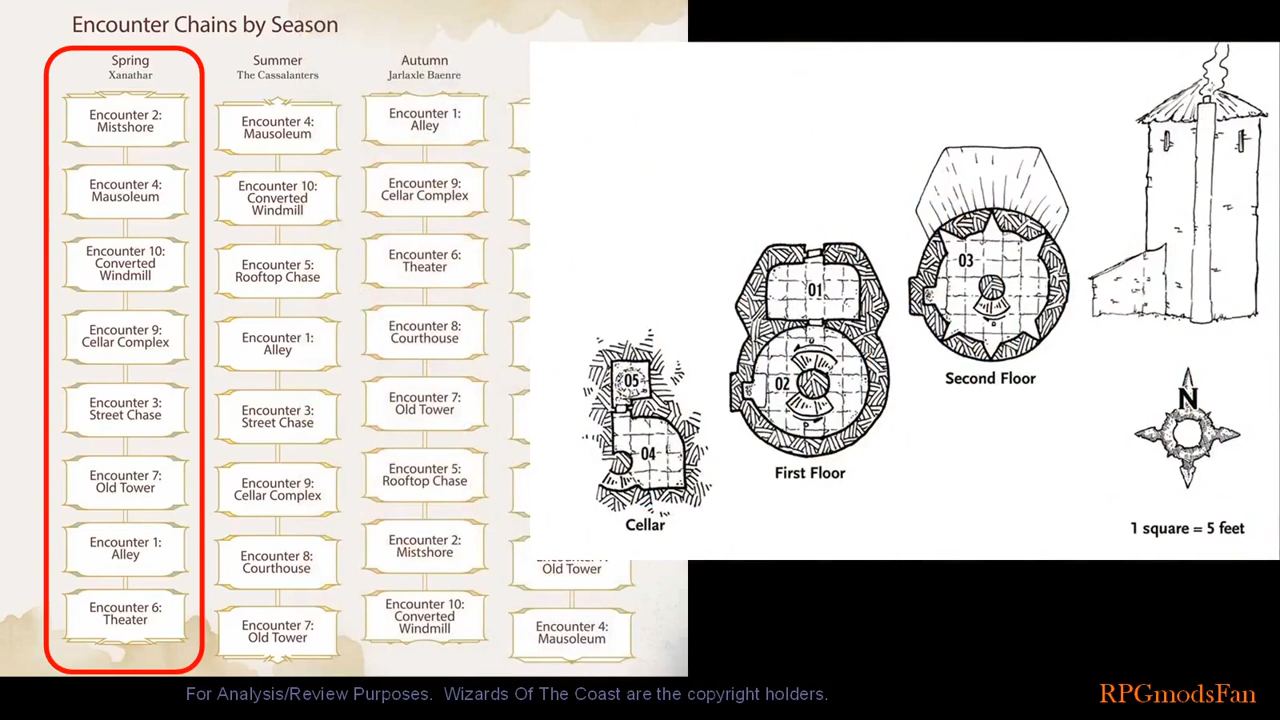 Encounter Chains by Season
Spring
Xanathar
Encounter 2:
Mistshore
Encounter 4:
Mausoleum
Encounter 10:
Converted
Windmill
Encounter 9:
Cellar Complex
Encounter 3:
Street Chase
Encounter 7:
Old Tower
Encounter 1:
Alley
Encounter 6:
Theater
Summer
The Cassalanters
Encounter 4:
Mausoleum
Encounter 10:
Converted
Windmill
Encounter 5:
Rooftop Chase
Encounter 1:
Alley
Encounter 3:
Street Chase
Encounter 9:
Cellar Complex
Encounter 8:
Courthouse
Encounter 7:
Old Tower
Autumn
Jarlaxle Baenre
Encounter 1:
Alley
Encounter 9:
Cellar Complex
Encounter 6:
Theater
Encounter 8:
Courthouse
Encounter 7:
Old Tower
Encounter 5:
Rooftop Chase
Encounter 2:
Mistshore
Encounter 10:
Converted
Windmill
Old Tower
Encounter 4:
Mausoleum
05
04
Cellar
01
02
First Floor
03
Second Floor
N
1 square = 5 feet
For Analysis/Review Purposes. Wizards Of The Coast are the copyright holders.
RPGmodsFan